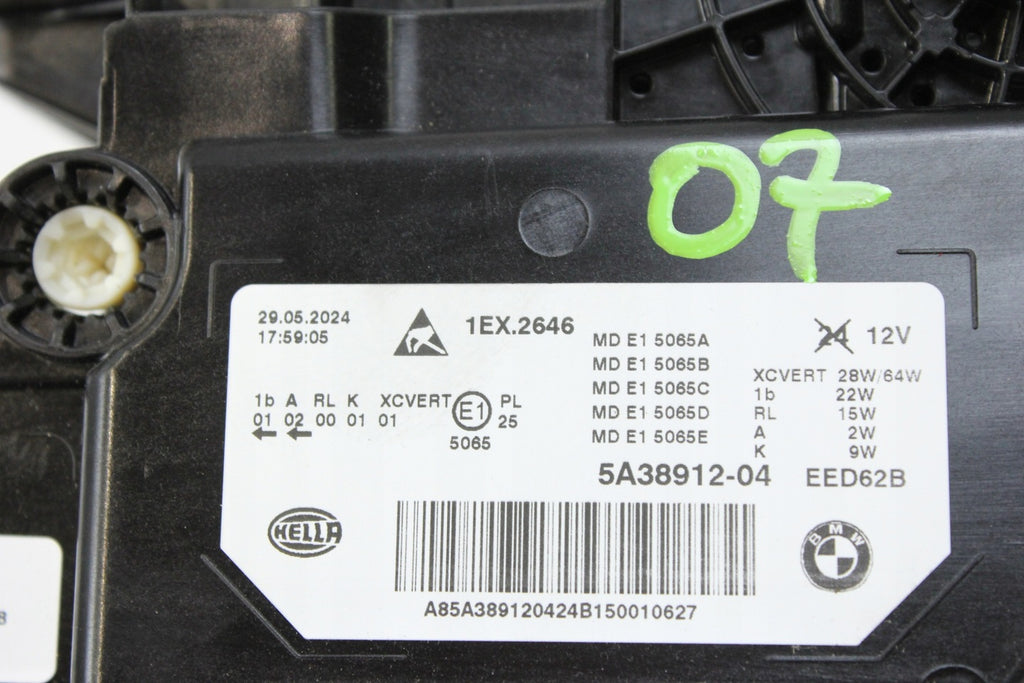 07
29.05.2024
17:59:05
1EX.2646
MD E1 5065A
MD E1 5065B
MD E1 5065C
MD E1 5065D
MD E1 5065E
24 12V
XCVERT 28W/64W
1b 22W
RL 15W
A 2W
K 9W
1b A RL K XCVERT
01 02 00 01 01
E1
5065
PL
25
5A38912-04
EED62B
HELLA
BMW
A85A389120424B150010627
8